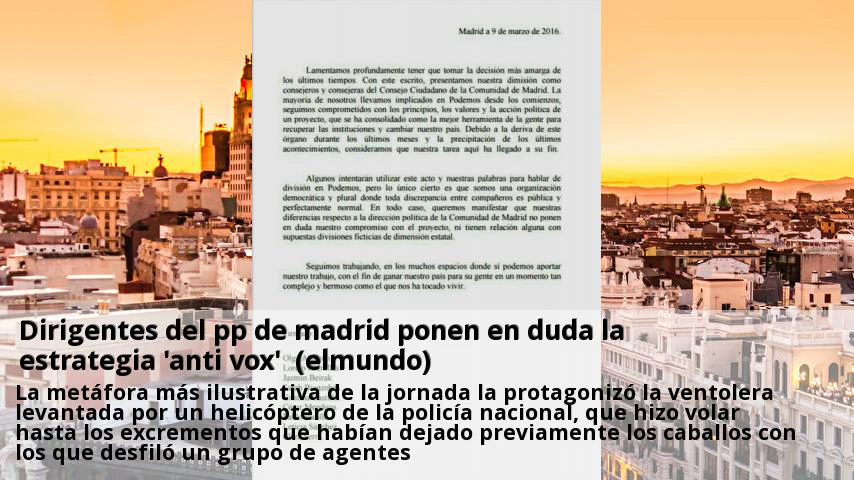 Madrid a 9 de marzo de 2016.
Lamentamos profundamente tener que tomar la decisión más amarga de
los últimos tiempos. Con este escrito, presentamos nuestra dimisión como
consejeros y consejeras del Consejo Ciudadano de la Comunidad de Madrid. La
mayoría de nosotros llevamos implicados en Podemos desde los comienzos,
seguimos comprometidos con los principios, los valores y la acción política de
un proyecto, que se ha consolidado como la mejor herramienta de la gente para
recuperar las instituciones y cambiar nuestro país. Debido a la deriva de este
órgano durante los últimos meses y la precipitación de los últimos
acontecimientos, consideramos que nuestra tarea aquí ha llegado a su fin.
Algunos intentarán utilizar este acto y nuestras palabras para hablar de
división en Podemos, pero lo único cierto es que somos una organización
democrática y plural donde toda discrepancia entre compañeros es pública y
perfectamente normal. En todo caso, queremos manifestar que nuestras
diferencias respecto a la dirección política de la Comunidad de Madrid no ponen
en duda nuestro compromiso con el proyecto, ni tienen relación alguna con
supuestas divisiones ficticias de dimensión estatal.
Seguimos trabajando, en los muchos espacios donde sí podemos aportar
nuestro trabajo, con el fin de ganar nuestro país para su gente en un momento tan
complejo y hermoso como el que nos ha tocado vivir.
Dirigentes del pp de madrid ponen en duda la
estrategia 'anti vox' (elmundo)
Jazmín Beirak
La metáfora más ilustrativa de la jornada la protagonizó la ventolera
levantada por un helicóptero de la policía nacional, que hizo volar
hasta los excrementos que habían dejado previamente los caballos con
los que desfiló un grupo de agentes